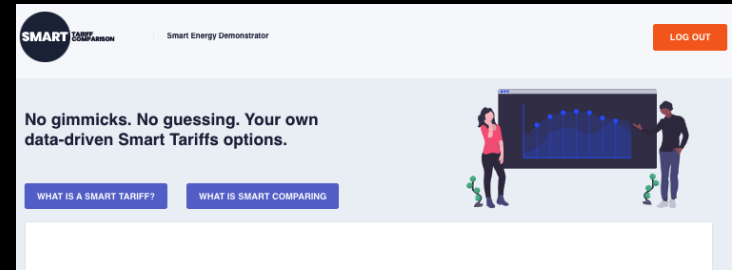 SMART TARIFF
COMPARISON
Smart Energy Demonstrator
LOG OUT
No gimmicks. No guessing. Your own
data-driven Smart Tariffs options.
WHAT IS A SMART TARIFF?
WHAT IS SMART COMPARING